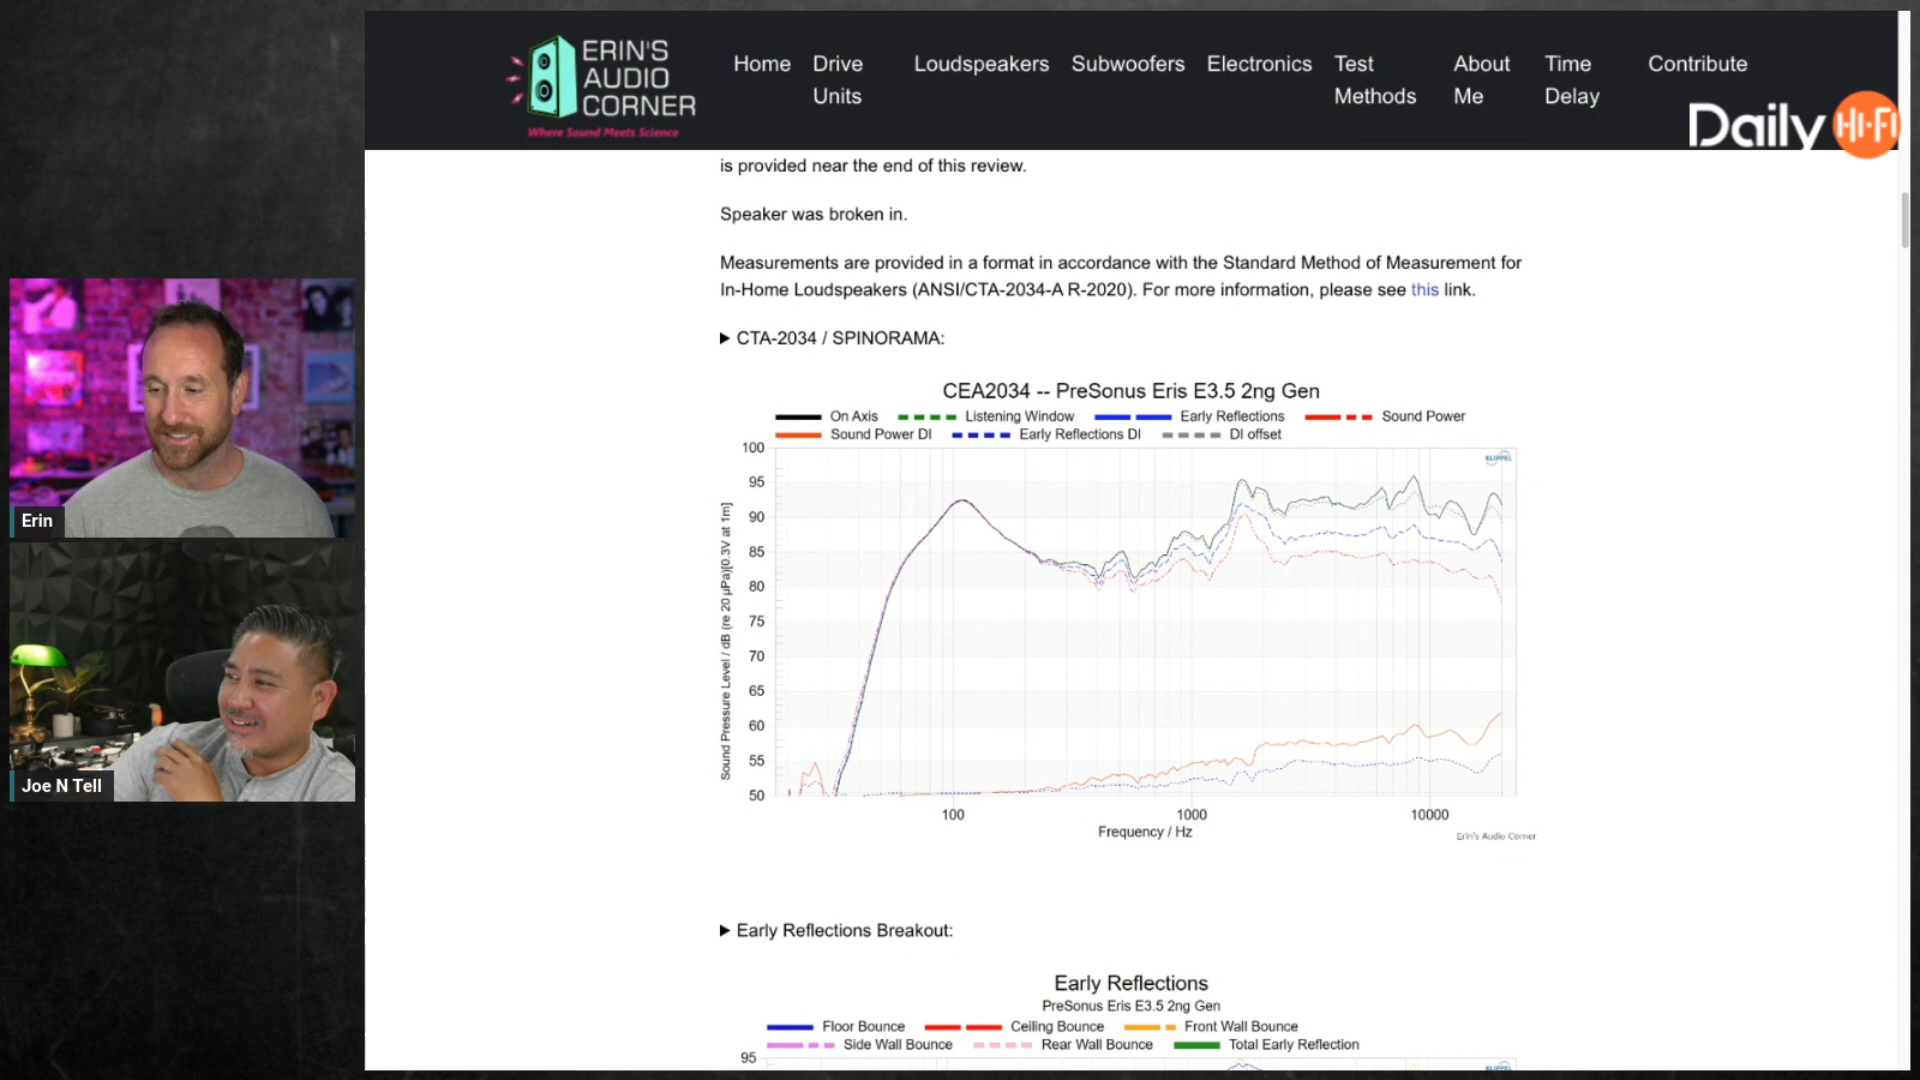 ERIN'S
AUDIO
CORNER
Where Sound Meets Science
Home
Drive
Units
Loudspeakers
Subwoofers
Electronics
Test
Methods
About
Me
Time
Delay
Contribute
Daily HI-FI
is provided near the end of this review.
Speaker was broken in.
Measurements are provided in a format in accordance with the Standard Method of Measurement for
In-Home Loudspeakers (ANSI/CTA-2034-A R-2020). For more information, please see this link.
▶ CTA-2034 / SPINORAMA:
CEA2034 -- PreSonus Eris E3.5 2ng Gen
On Axis Listening Window Early Reflections Sound Power
Sound Power DI Early Reflections DI DI offset
KLIPPEL
100
95
90
85
80
75
70
65
60
55
50
Sound Pressure Level / dB (re 20 µPa)[0.3V at 1m]
100 1000 10000
Frequency / Hz
Erin's Audio Corner
▶ Early Reflections Breakout:
Early Reflections
PreSonus Eris E3.5 2ng Gen
Floor Bounce Ceiling Bounce Front Wall Bounce
Side Wall Bounce Rear Wall Bounce Total Early Reflection
95
KLIPPEL
Erin
Joe N Tell